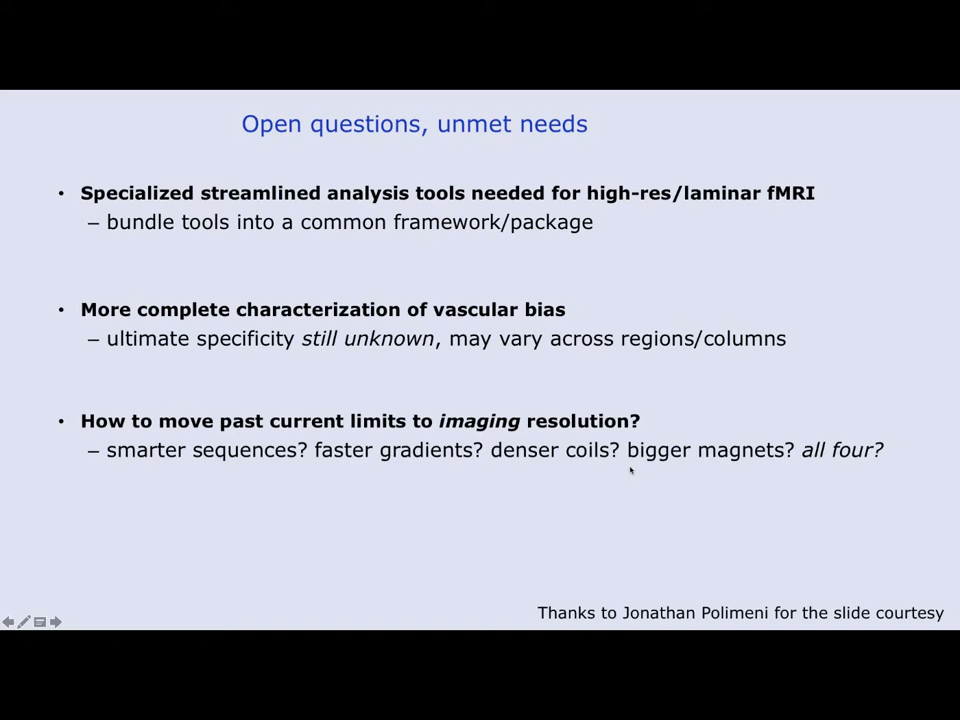 Open questions, unmet needs
• Specialized streamlined analysis tools needed for high-res/laminar fMRI
– bundle tools into a common framework/package
• More complete characterization of vascular bias
– ultimate specificity still unknown, may vary across regions/columns
• How to move past current limits to imaging resolution?
– smarter sequences? faster gradients? denser coils? bigger magnets? all four?
Thanks to Jonathan Polimeni for the slide courtesy